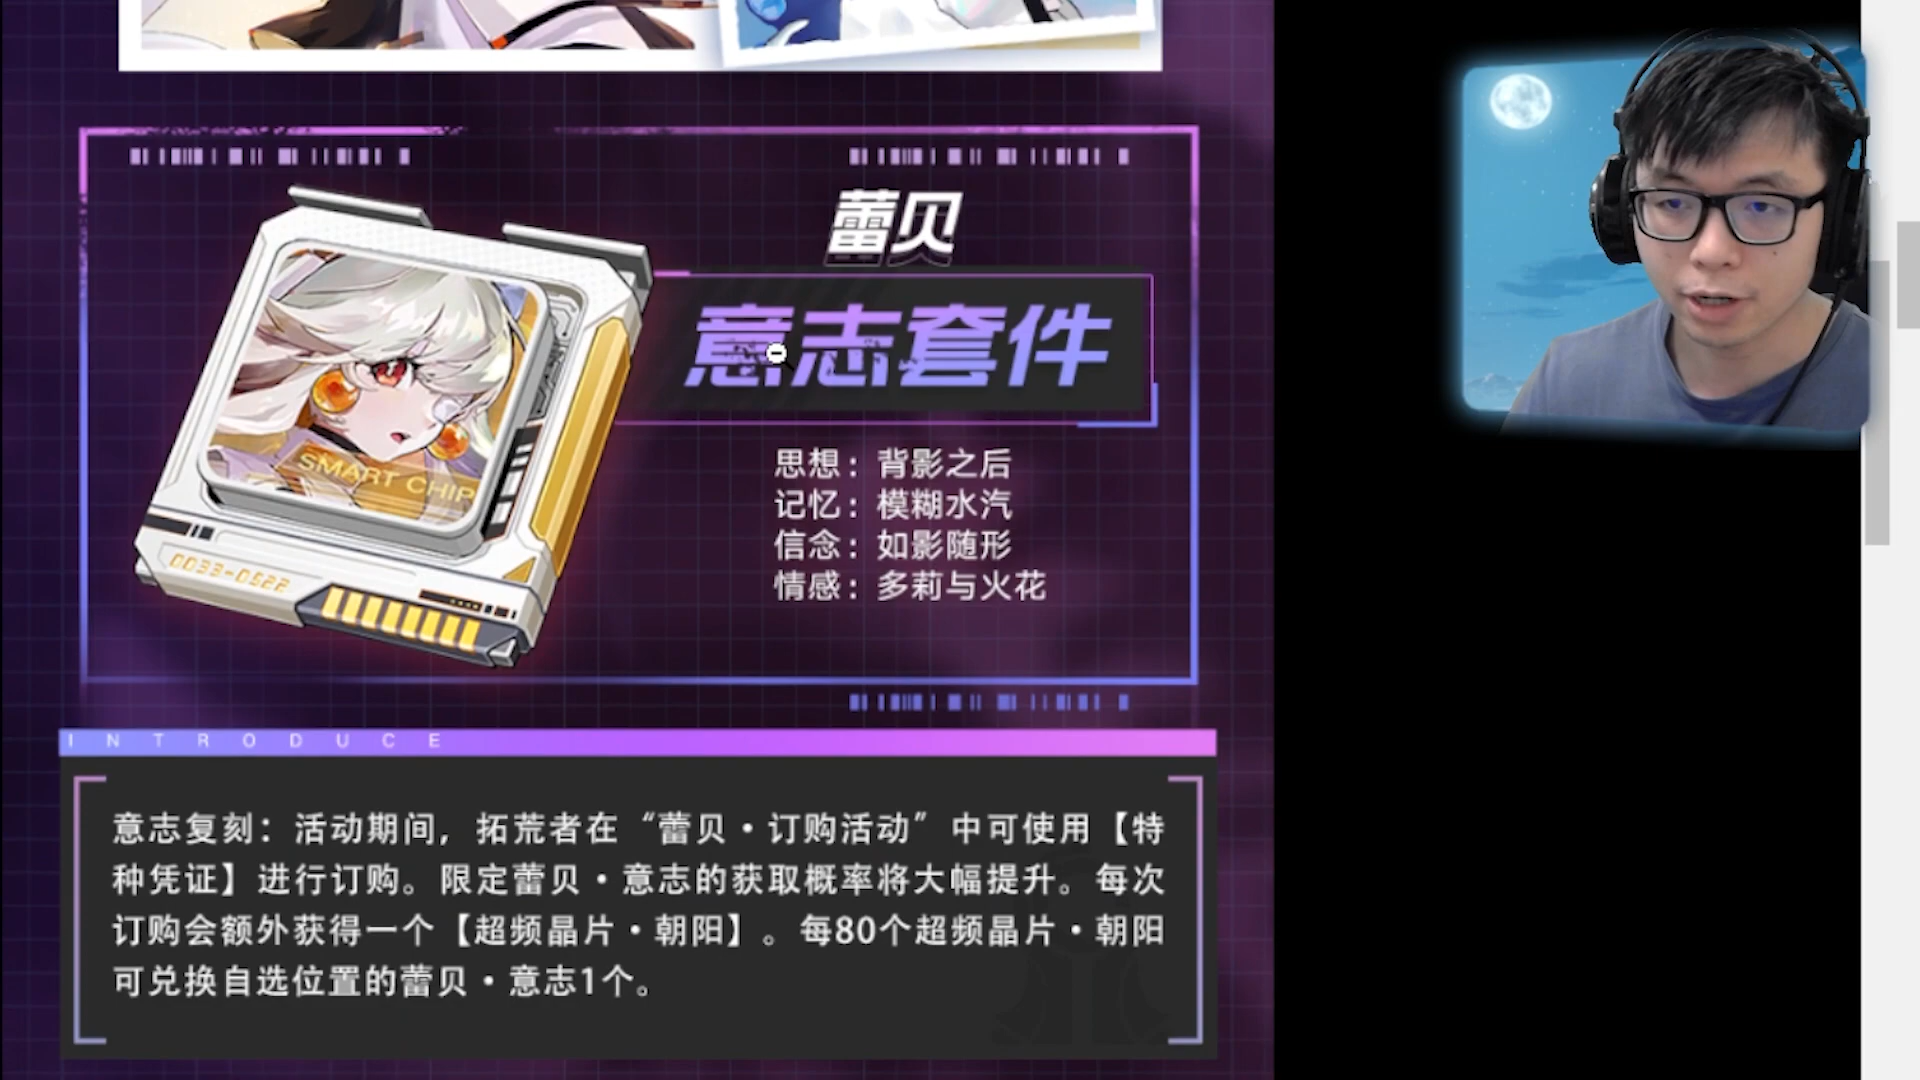 蕾贝
意志套件
SMART CHIP
思想：背影之后
记忆：模糊水汽
信念：如影随形
情感：多莉与火花
0033-0522
INTRODUCE
意志复刻：活动期间，拓荒者在“蕾贝·订购活动”中可使用【特
种凭证】进行订购。限定蕾贝·意志的获取概率将大幅提升。每次
订购会额外获得一个【超频晶片·朝阳】。每80个超频晶片·朝阳
可兑换自选位置的蕾贝·意志1个。